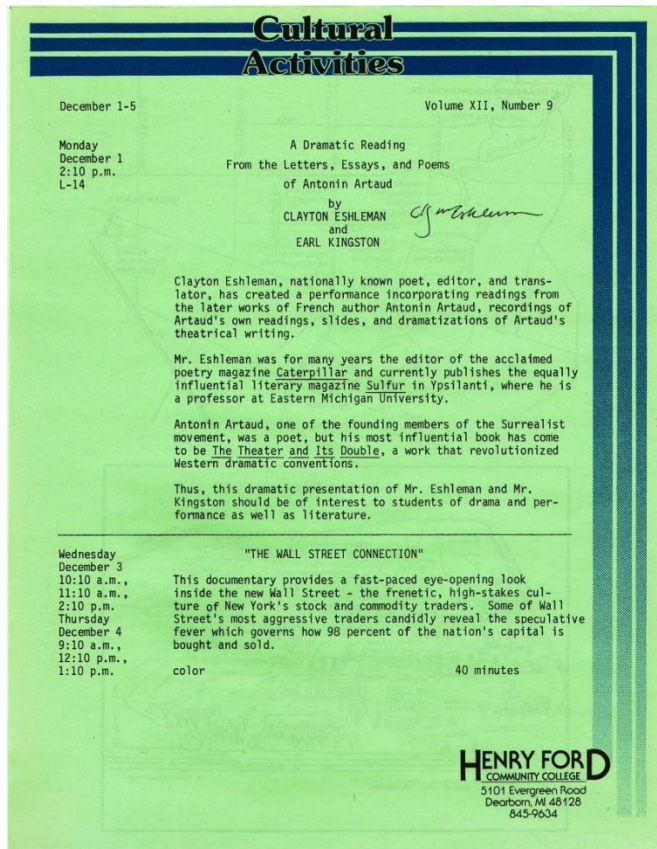 Cultural
Activities
December 1-5 Volume XII, Number 9
Monday
December 1
2:10 p.m.
L-14
A Dramatic Reading
From the Letters, Essays, and Poems
of Antonin Artaud
by
CLAYTON ESHLEMAN
and
EARL KINGSTON
Clayton Eshleman, nationally known poet, editor, and trans-
lator, has created a performance incorporating readings from
the later works of French author Antonin Artaud, recordings of
Artaud's own readings, slides, and dramatizations of Artaud's
theatrical writing.
Mr. Eshleman was for many years the editor of the acclaimed
poetry magazine Caterpillar and currently publishes the equally
influential literary magazine Sulfur in Ypsilanti, where he is
a professor at Eastern Michigan University.
Antonin Artaud, one of the founding members of the Surrealist
movement, was a poet, but his most influential book has come
to be The Theater and Its Double, a work that revolutionized
Western dramatic conventions.
Thus, this dramatic presentation of Mr. Eshleman and Mr.
Kingston should be of interest to students of drama and per-
formance as well as literature.
Wednesday
December 3
10:10 a.m.,
11:10 a.m.,
2:10 p.m.
Thursday
December 4
9:10 a.m.,
12:10 p.m.,
1:10 p.m.
"THE WALL STREET CONNECTION"
This documentary provides a fast-paced eye-opening look
inside the new Wall Street - the frenetic, high-stakes cul-
ture of New York's stock and commodity traders. Some of Wall
Street's most aggressive traders candidly reveal the speculative
fever which governs how 98 percent of the nation's capital is
bought and sold.
color 40 minutes
HENRY FORD
COMMUNITY COLLEGE
5101 Evergreen Road
Dearborn, MI 48128
845-9634